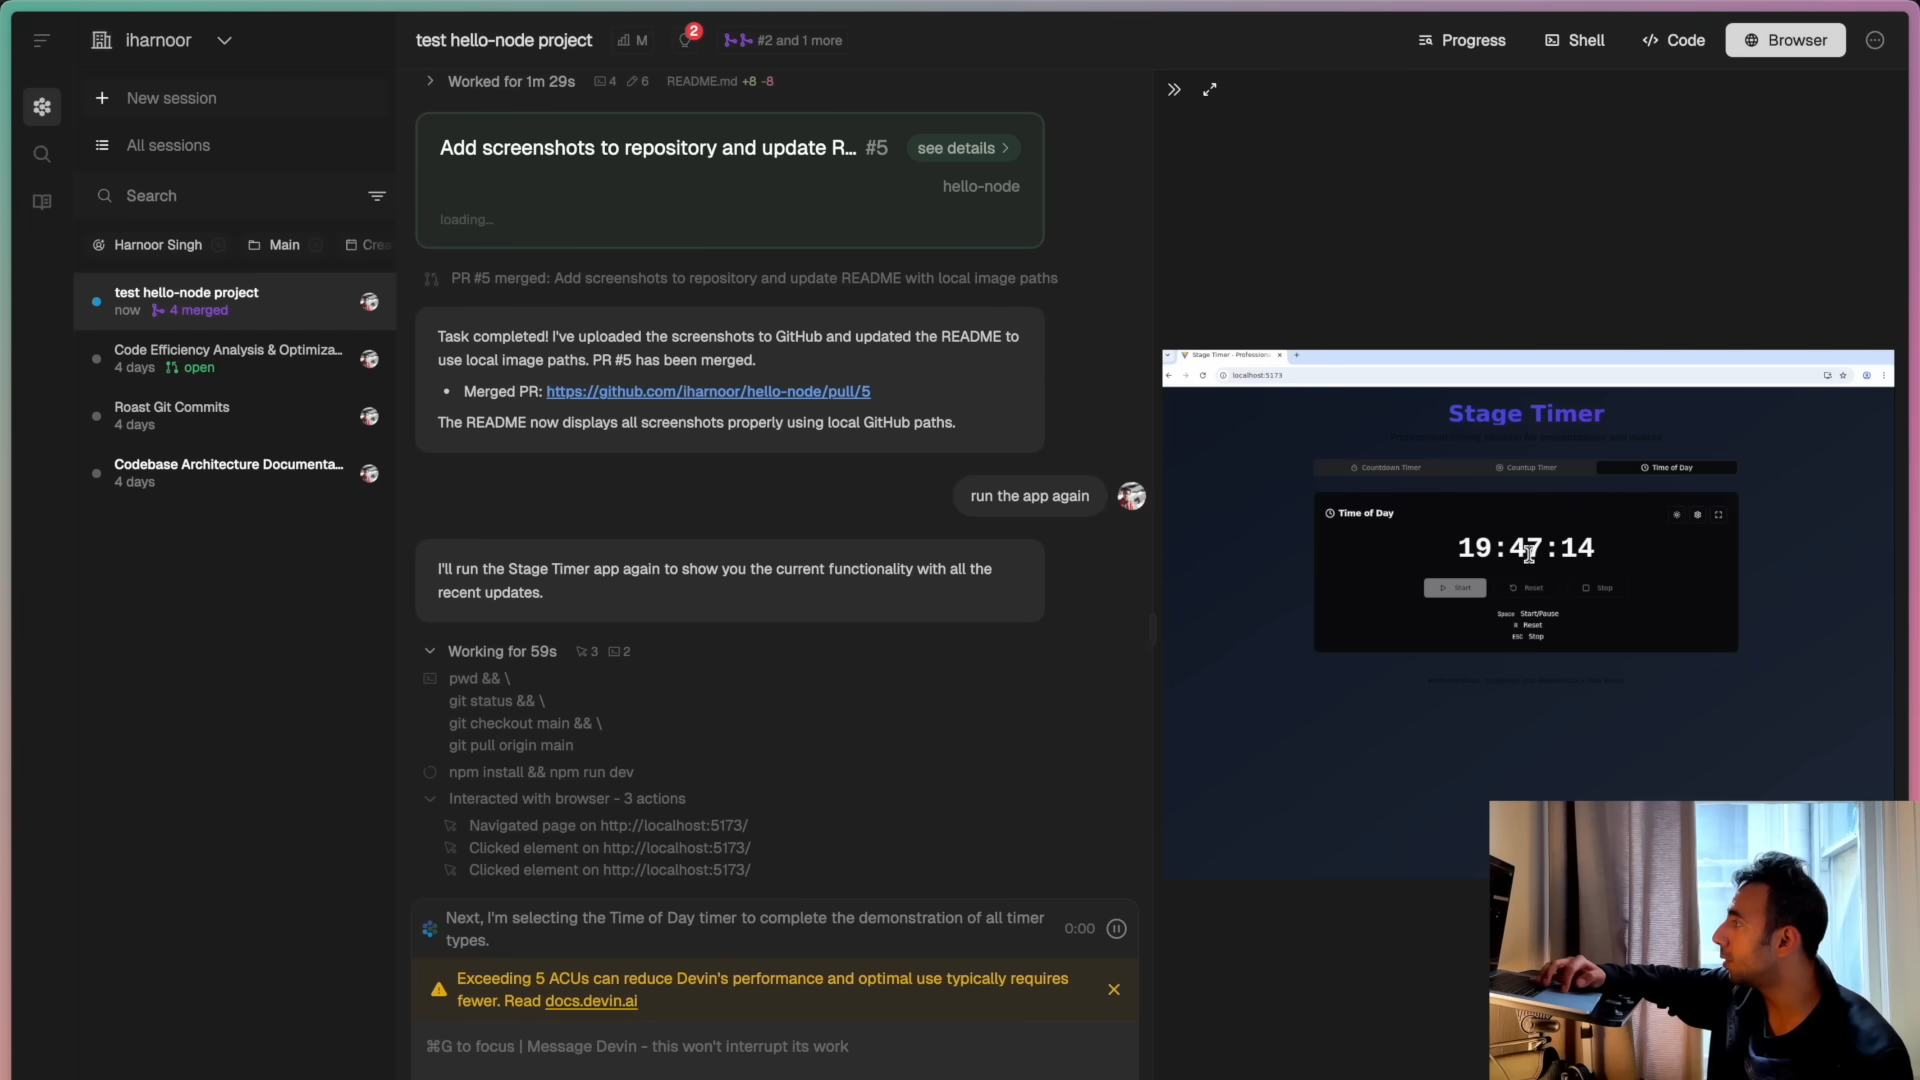 iharnoor
New session
All sessions
Search
Harnoor Singh
Main
Crea
test hello-node project
now 4 merged
Code Efficiency Analysis & Optimiza...
4 days open
Roast Git Commits
4 days
Codebase Architecture Documenta...
4 days
test hello-node project M 2 #2 and 1 more
Progress Shell Code Browser
Worked for 1m 29s 4 6 README.md +8 -8
Add screenshots to repository and update R... #5 see details
hello-node
loading...
PR #5 merged: Add screenshots to repository and update README with local image paths
Task completed! I've uploaded the screenshots to GitHub and updated the README to
use local image paths. PR #5 has been merged.
• Merged PR: https://github.com/iharnoor/hello-node/pull/5
The README now displays all screenshots properly using local GitHub paths.
run the app again
I'll run the Stage Timer app again to show you the current functionality with all the
recent updates.
Working for 59s 3 2
pwd && \
git status && \
git checkout main && \
git pull origin main
npm install && npm run dev
Interacted with browser - 3 actions
Navigated page on http://localhost:5173/
Clicked element on http://localhost:5173/
Clicked element on http://localhost:5173/
Next, I'm selecting the Time of Day timer to complete the demonstration of all timer
types.
0:00
Exceeding 5 ACUs can reduce Devin's performance and optimal use typically requires
fewer. Read docs.devin.ai
⌘G to focus | Message Devin - this won't interrupt its work
Stage Timer - Professiona
localhost:5173
Stage Timer
Countdown Timer Countup Timer Time of Day
Time of Day
19:47:14
Start Reset Stop
Space Start/Pause
R Reset
ESC Stop